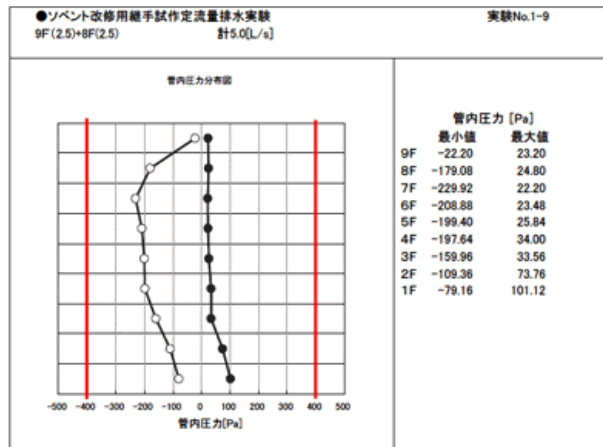 ●ソベント改修用継手試作定流量排水実験 実験No.1-9
9F(2.5)+8F(2.5) 計5.0[L/s]
管内圧力分布図
-500 -400 -300 -200 -100 0 100 200 300 400 500
管内圧力[Pa]
管内圧力 [Pa]
最小値 最大値
9F -22.20 23.20
8F -179.08 24.80
7F -229.92 22.20
6F -208.88 23.48
5F -199.40 25.84
4F -197.64 34.00
3F -159.96 33.56
2F -109.36 73.76
1F -79.16 101.12